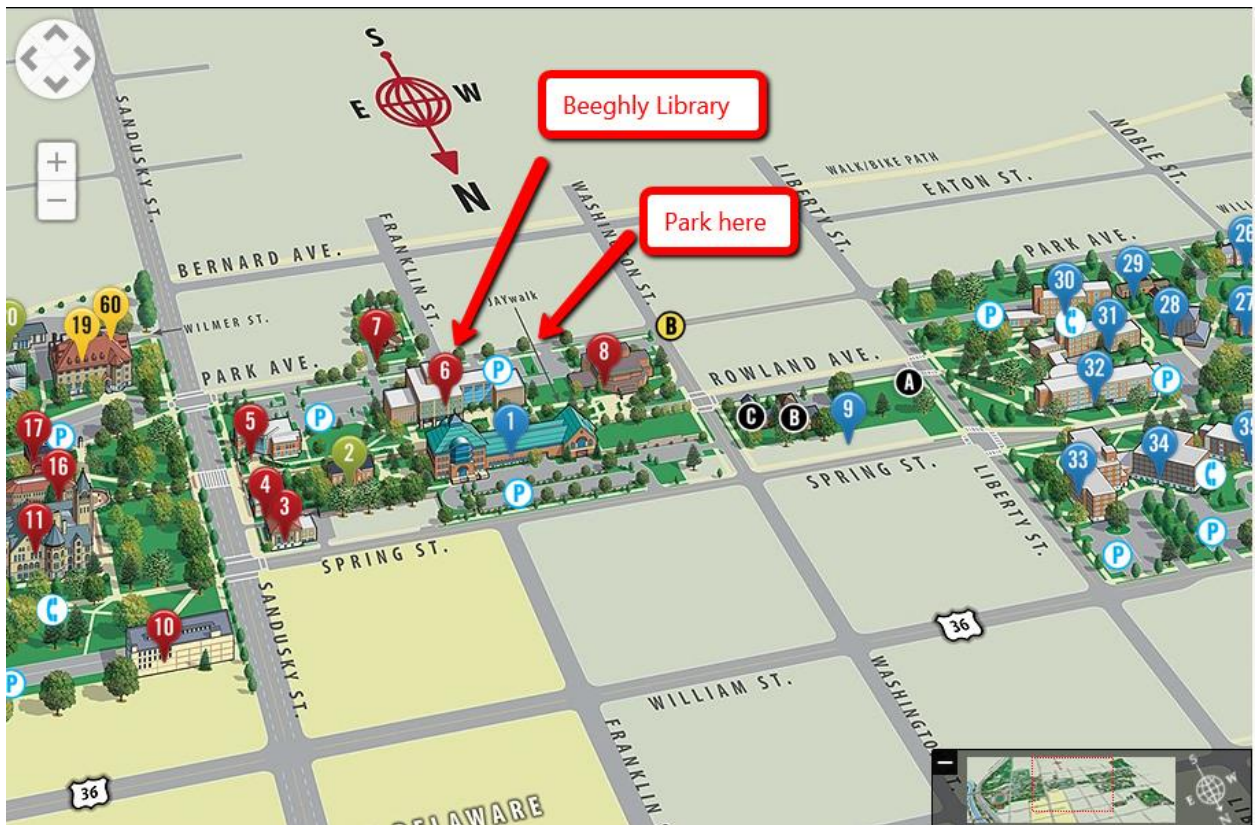 S
E
W
N
Beeghly Library
Park here
SANDUSKY ST.
+
−
BERNARD AVE.
FRANKLIN ST.
WASHINGTON ST.
LIBERTY ST.
WALK/BIKE PATH
EATON ST.
NOBLE ST.
PARK AVE.
WILMER ST.
JAYwalk
PARK AVE.
ROWLAND AVE.
60
19
7
6
P
8
B
30
29
28
26
27
31
32
P
P
A
C
B
9
5
P
2
1
17
P
16
4
3
11
P
10
P
33
34
35
P
P
SPRING ST.
SPRING ST.
LIBERTY ST.
SANDUSKY ST.
36
WILLIAM ST.
WASHINGTON
FRANKLIN
36
DELAWARE
S
W
E